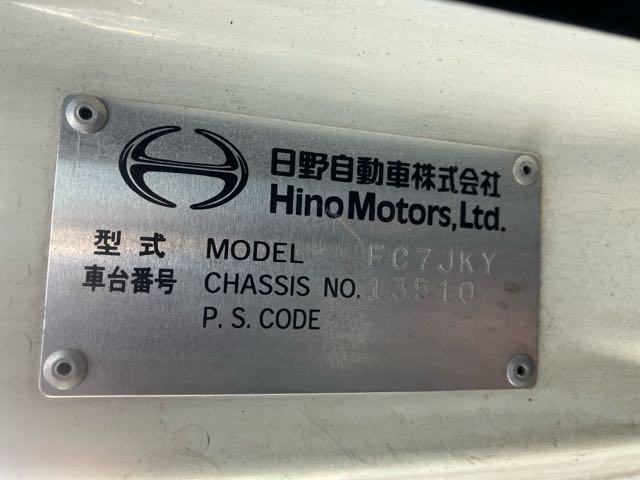 日野自動車株式会社
Hino Motors, Ltd.
型式 MODEL FC7JKY
車台番号 CHASSIS NO. 13510
P. S. CODE